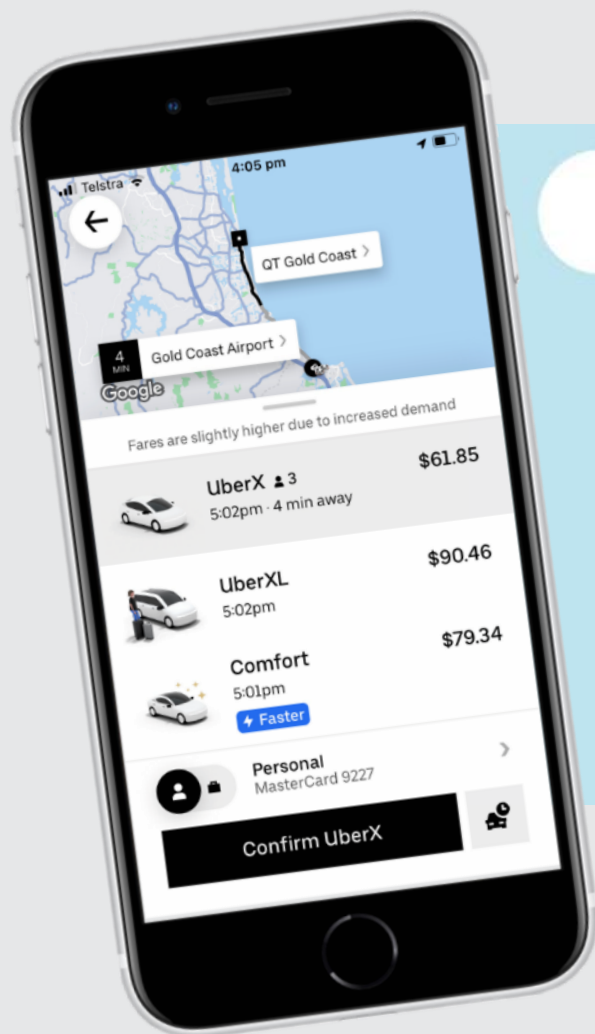 Telstra
4:05 pm
QT Gold Coast
4
MIN
Gold Coast Airport
Google
Fares are slightly higher due to increased demand
UberX 3
$61.85
5:02pm · 4 min away
UberXL
$90.46
5:02pm
Comfort
$79.34
5:01pm
Faster
Personal
MasterCard 9227
Confirm UberX